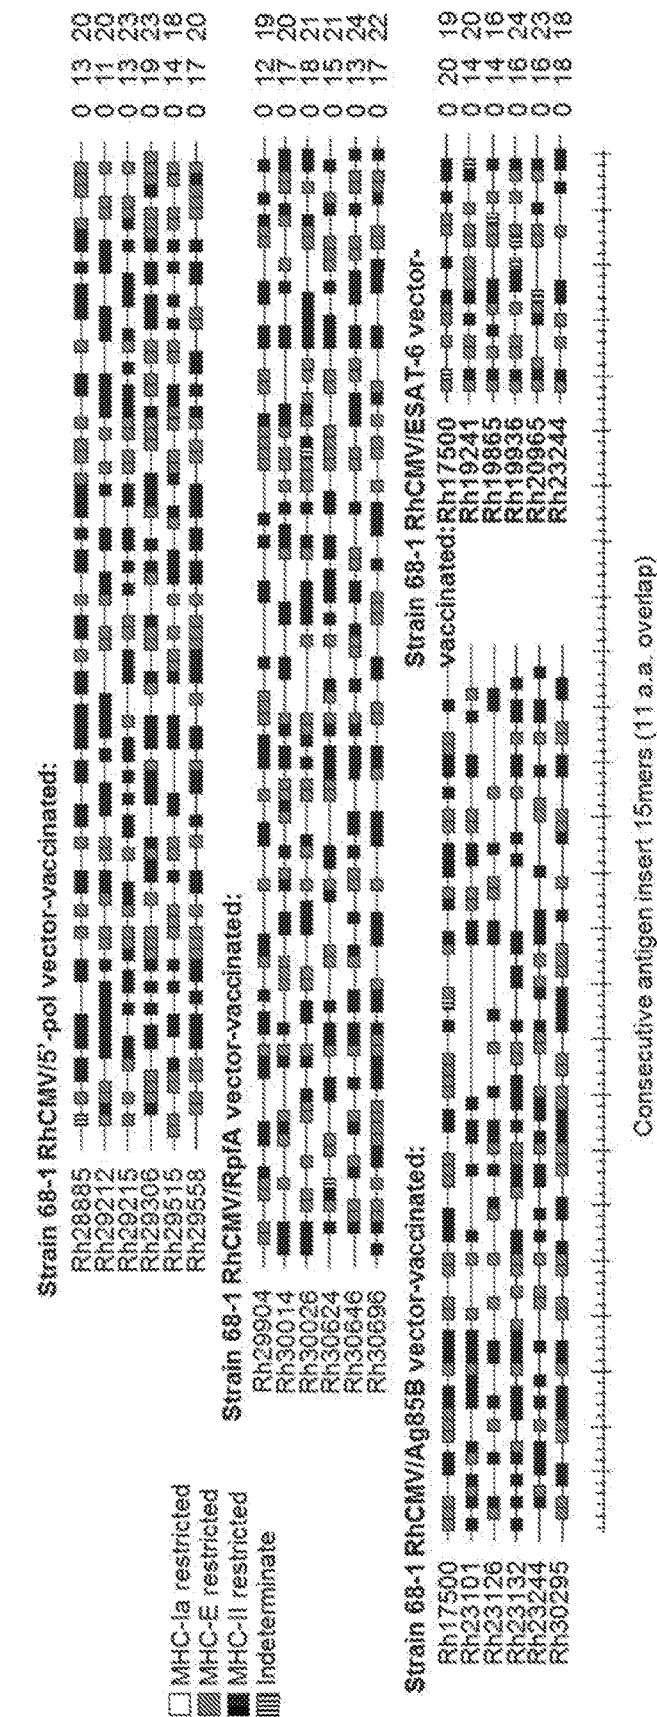 Strain 68-1 RhCMV/5'-pol vector-vaccinated:
Rh28885 0 13 20
Rh29212 0 11 20
Rh29215 0 13 23
Rh29306 0 19 23
Rh29515 0 14 18
Rh29558 0 17 20
MHC-Ia restricted
MHC-E restricted
MHC-II restricted
Indeterminate
Strain 68-1 RhCMV/RpfA vector-vaccinated:
Rh29904 0 12 19
Rh30014 0 17 20
Rh30026 0 18 21
Rh30624 0 15 21
Rh30646 0 13 24
Rh30696 0 17 22
Strain 68-1 RhCMV/Ag85B vector-vaccinated:
Rh17500
Rh23101
Rh23126
Rh23132
Rh23244
Rh30295
Strain 68-1 RhCMV/ESAT-6 vector-
vaccinated: Rh17500 0 20 19
Rh19241 0 14 20
Rh19865 0 14 16
Rh19936 0 16 24
Rh20965 0 16 23
Rh23244 0 18 18
Consecutive antigen insert 15mers (11 a.a. overlap)